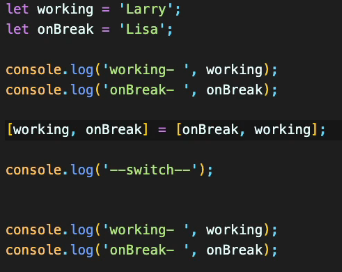 let working = 'Larry';
let onBreak = 'Lisa';
console.log('working- ', working);
console.log('onBreak- ', onBreak);
[working, onBreak] = [onBreak, working];
console.log('--switch--');
console.log('working- ', working);
console.log('onBreak- ', onBreak);